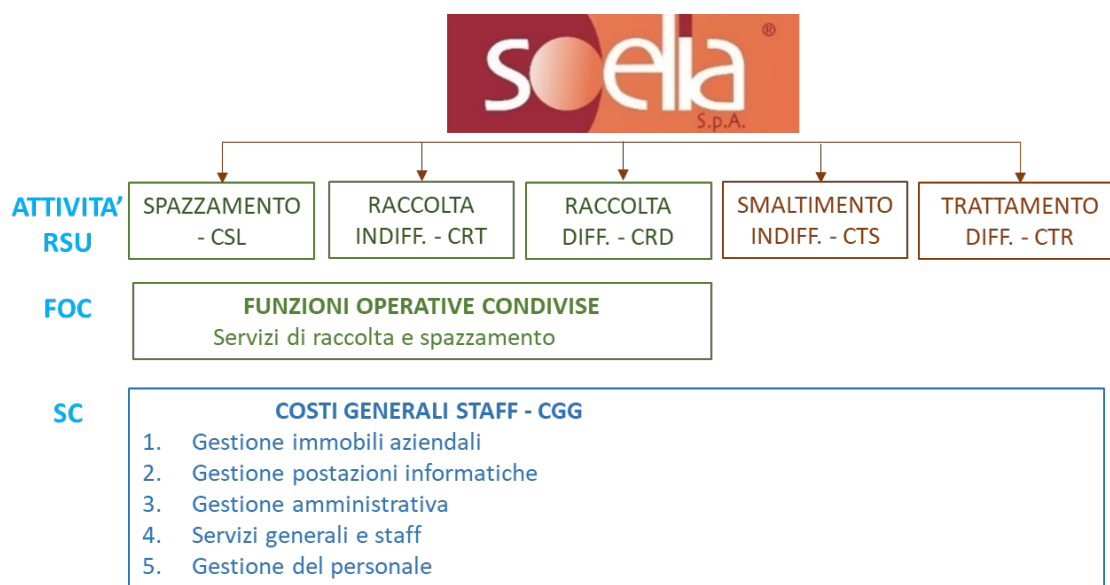 soelia ®
S.p.A.
ATTIVITA’
RSU
SPAZZAMENTO
- CSL
RACCOLTA
INDIFF. - CRT
RACCOLTA
DIFF. - CRD
SMALTIMENTO
INDIFF. - CTS
TRATTAMENTO
DIFF. - CTR
FOC
FUNZIONI OPERATIVE CONDIVISE
Servizi di raccolta e spazzamento
SC
COSTI GENERALI STAFF - CGG
1. Gestione immobili aziendali
2. Gestione postazioni informatiche
3. Gestione amministrativa
4. Servizi generali e staff
5. Gestione del personale